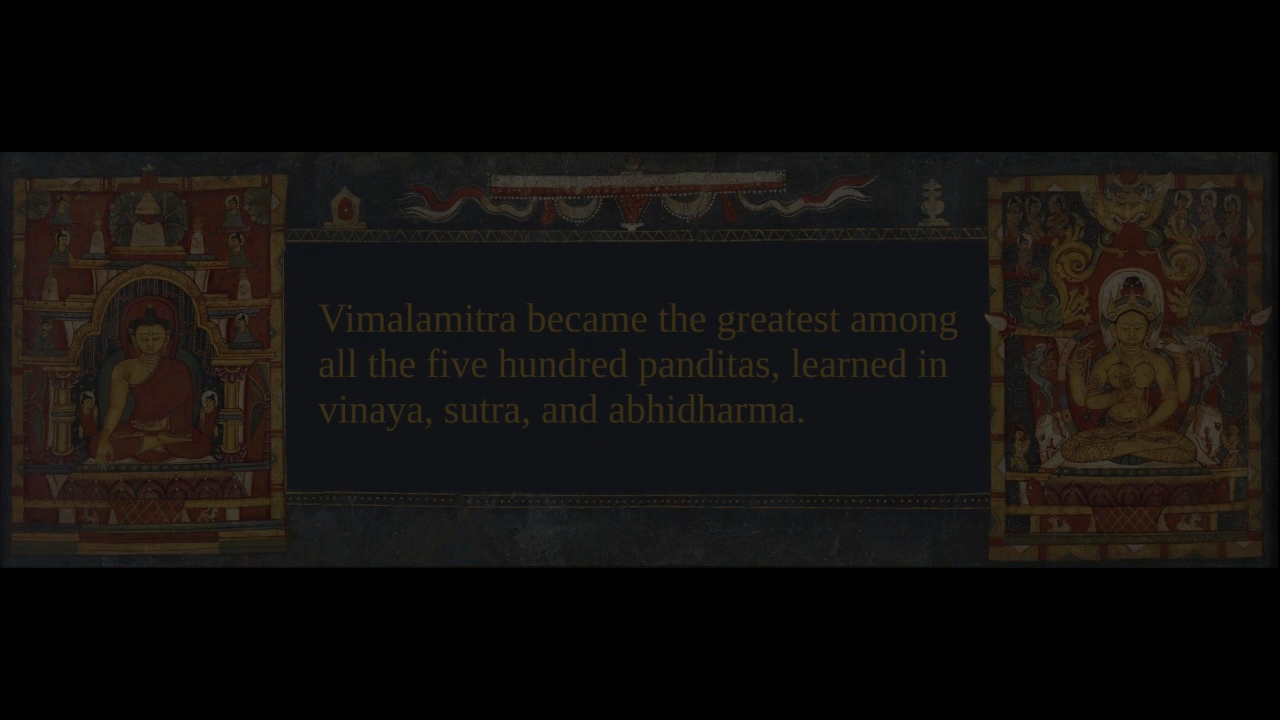 Vimalamitra became the greatest among
all the five hundred panditas, learned in
vinaya, sutra, and abhidharma.